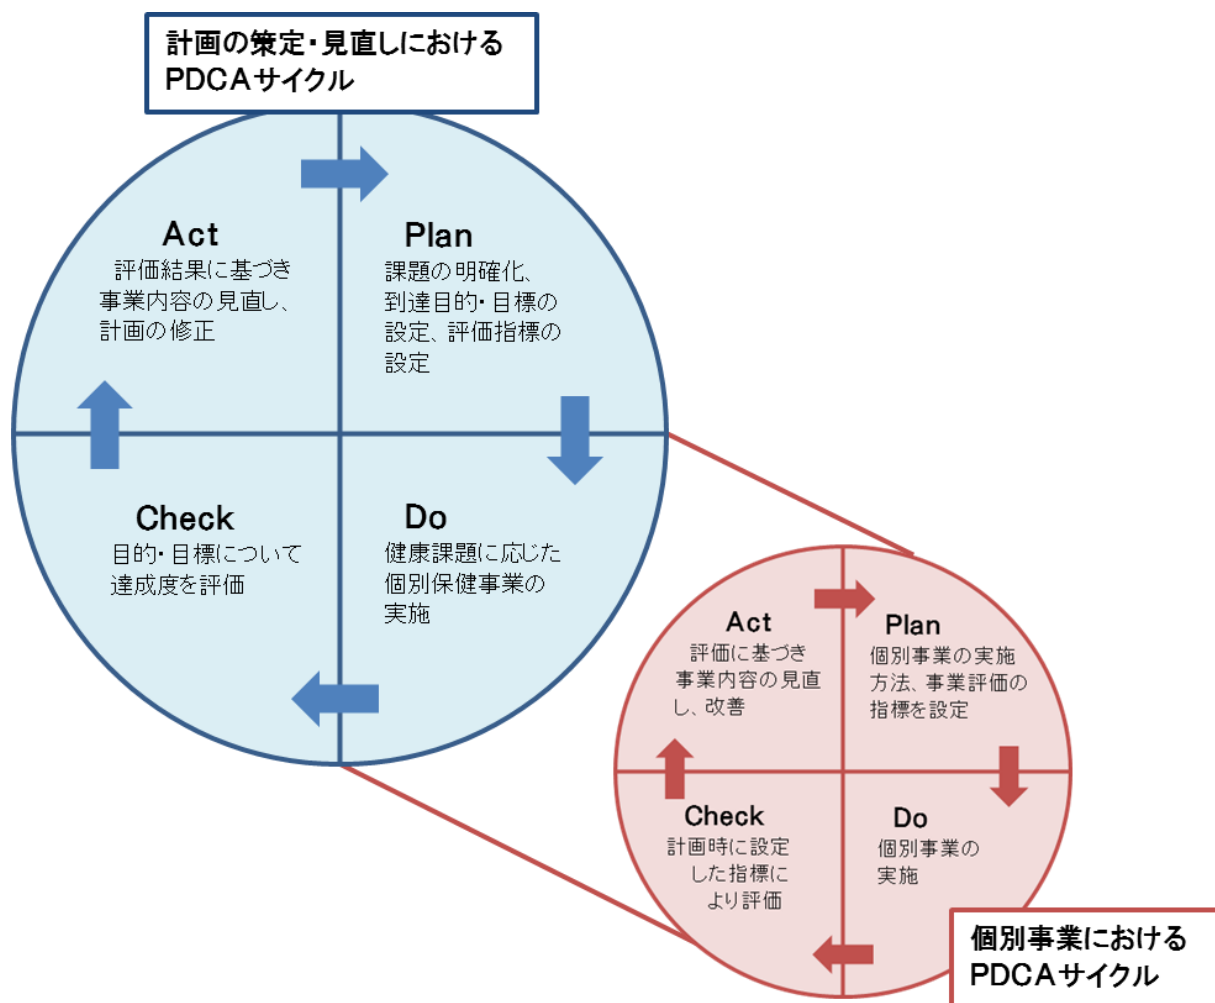 計画の策定・見直しにおける
PDCAサイクル
Act
評価結果に基づき
事業内容の見直し、
計画の修正
Plan
課題の明確化、
到達目的・目標の
設定、評価指標の
設定
Check
目的・目標について
達成度を評価
Do
健康課題に応じた
個別保健事業の
実施
Act
評価に基づき
事業内容の見直
し、改善
Plan
個別事業の実施
方法、事業評価の
指標を設定
Check
計画時に設定
した指標に
より評価
Do
個別事業の
実施
個別事業における
PDCAサイクル